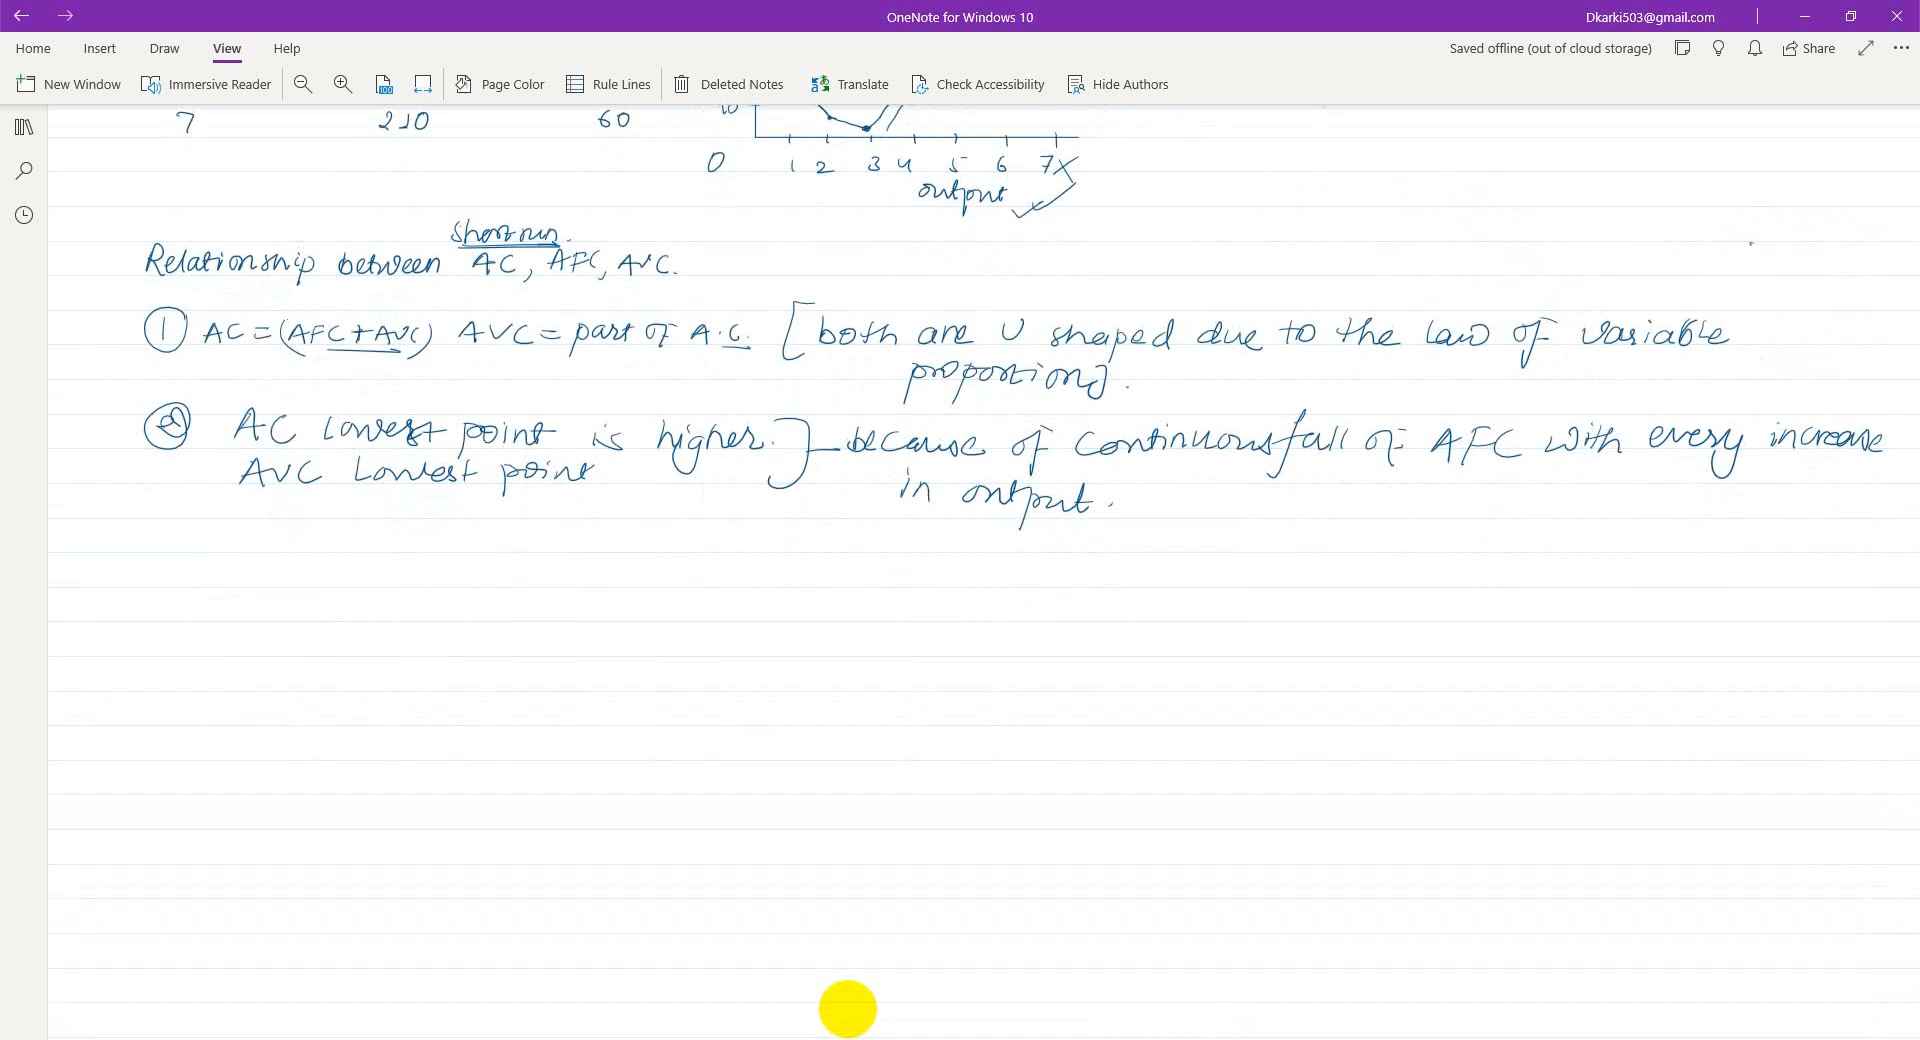 OneNote for Windows 10
Dkarki503@gmail.com
Home Insert Draw View Help
Saved offline (out of cloud storage) Share
New Window Immersive Reader 100 Page Color Rule Lines Deleted Notes Translate Check Accessibility Hide Authors
7 210 60 10
0 1 2 3 4 5 6 7 X
output
Short run.
Relationship between AC, AFC, AVC.
① AC = (AFC + AVC) AVC = part of A.C. [both are U shaped due to the law of variable
proportion].
② AC Lowest point is higher. } - because of continuous fall of AFC with every increase
AVC Lowest point
in output.